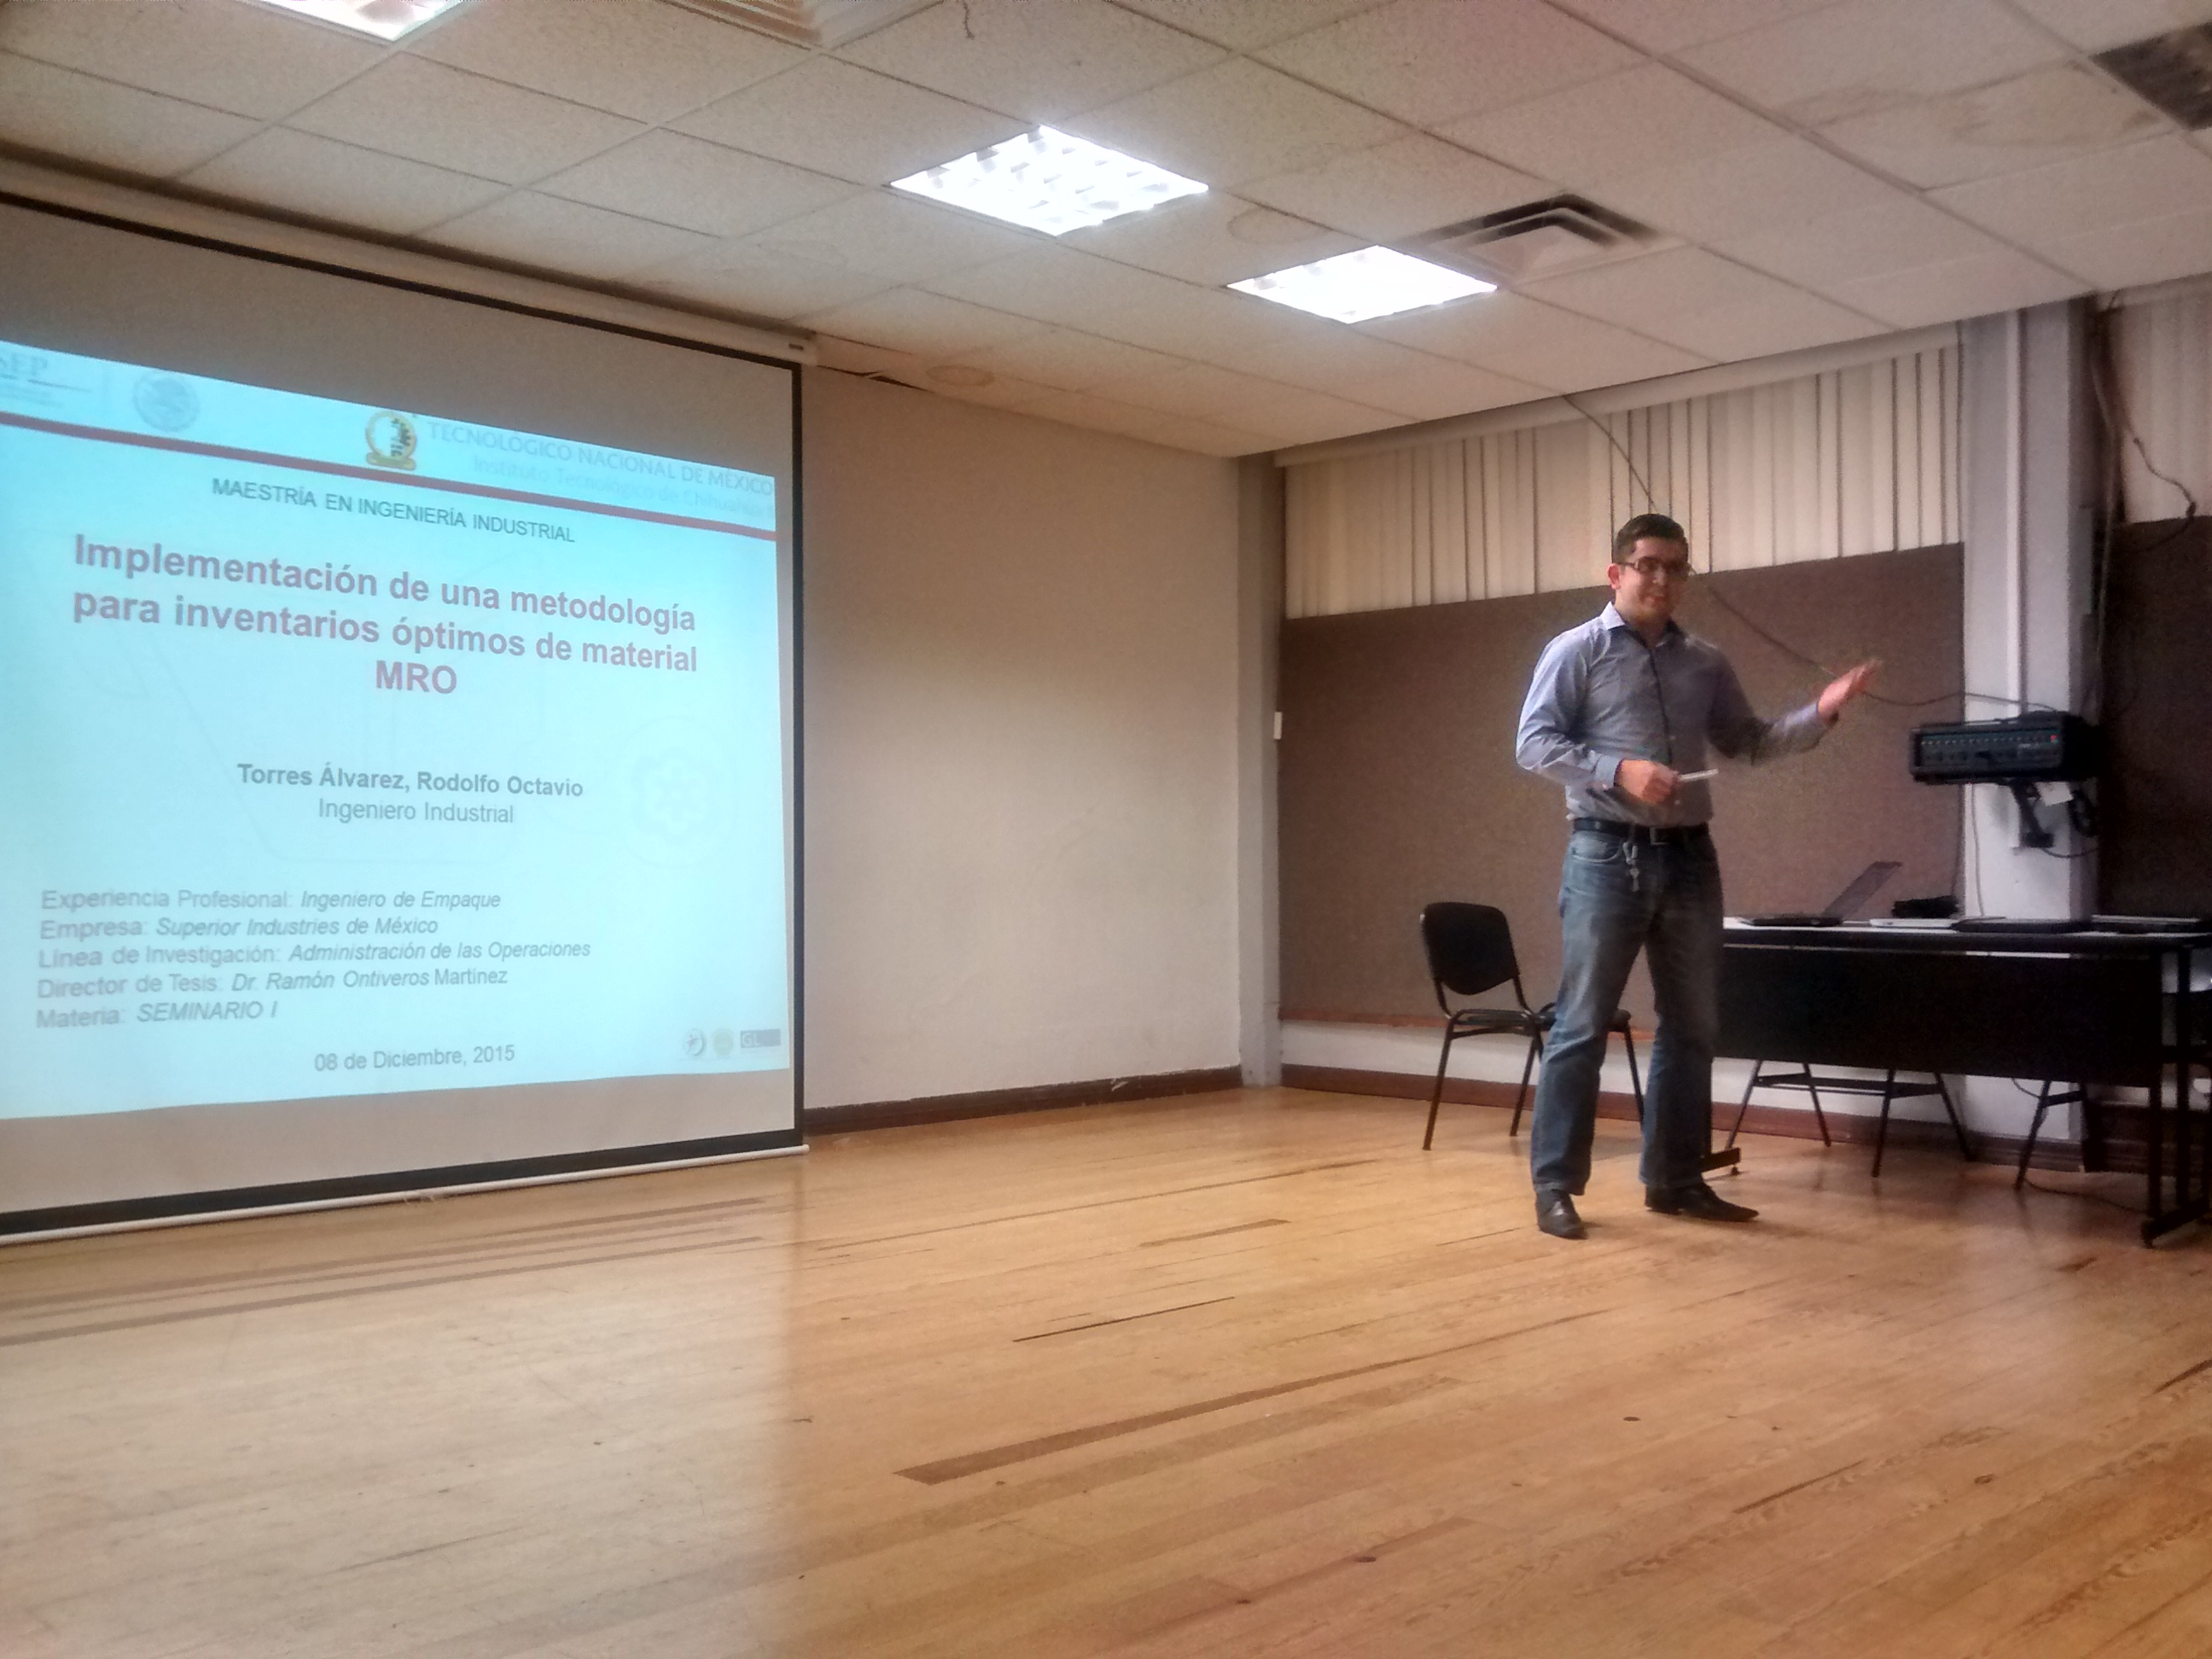 SEP
TECNOLÓGICO NACIONAL DE MÉXICO
Instituto Tecnológico de Chihuahua
MAESTRÍA EN INGENIERÍA INDUSTRIAL
Implementación de una metodología
para inventarios óptimos de material
MRO
Torres Álvarez, Rodolfo Octavio
Ingeniero Industrial
Experiencia Profesional: Ingeniero de Empaque
Empresa: Superior Industries de México
Línea de Investigación: Administración de las Operaciones
Director de Tesis: Dr. Ramón Ontiveros Martínez
Materia: SEMINARIO I
08 de Diciembre, 2015